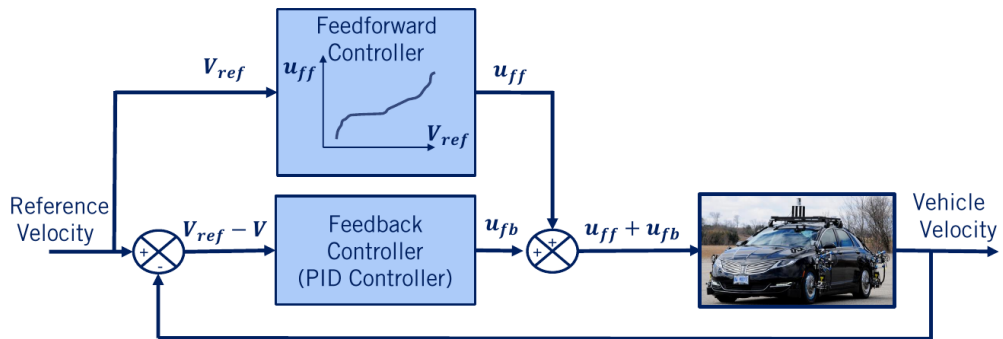 Feedforward
Controller
u_ff
V_ref
V_ref
u_ff
Reference
Velocity
+
-
V_ref − V
Feedback
Controller
(PID Controller)
u_fb
+
+
u_ff + u_fb
Vehicle
Velocity